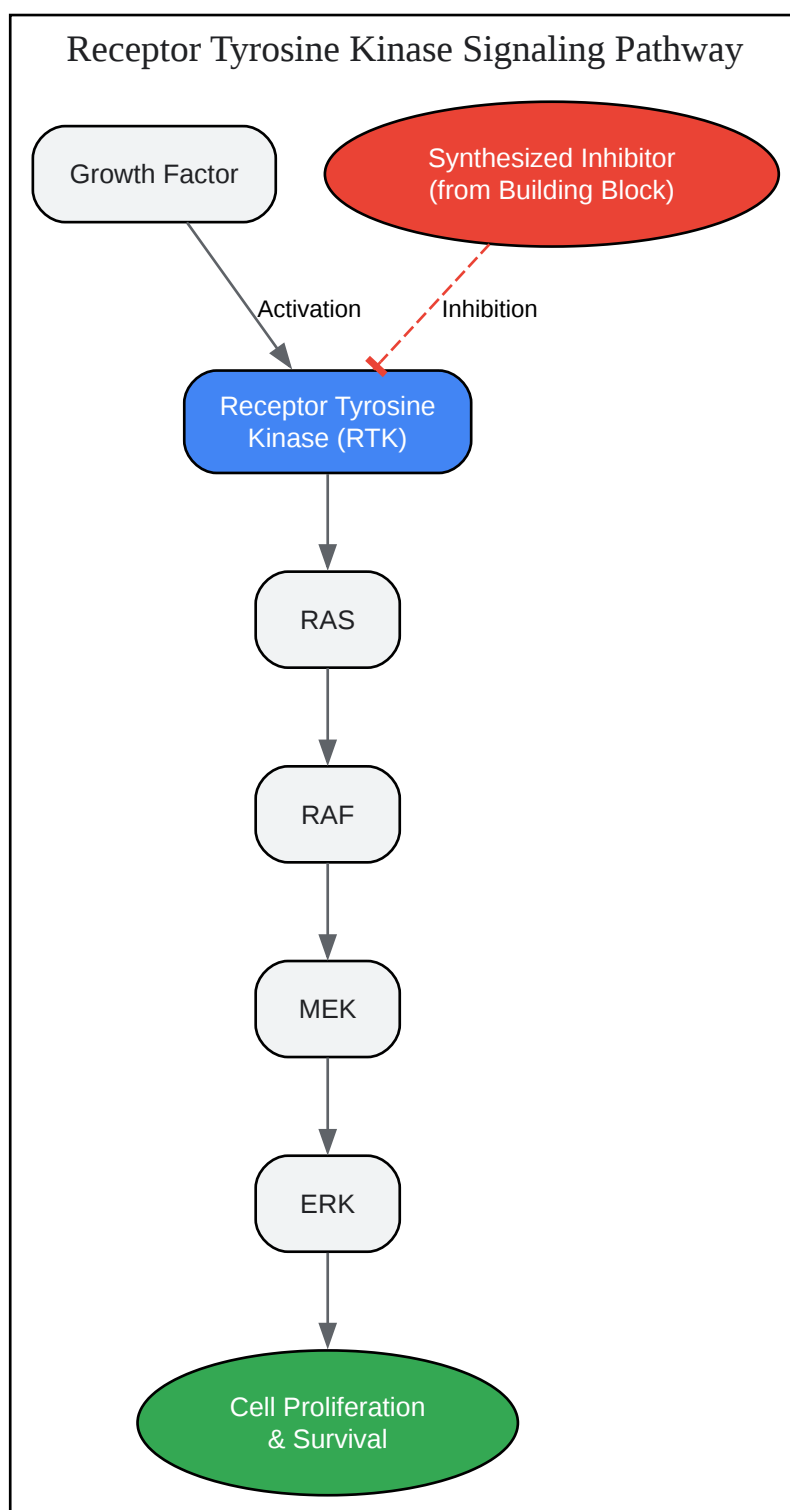 Receptor Tyrosine Kinase Signaling Pathway
Growth Factor
Synthesized Inhibitor
(from Building Block)
Activation
Inhibition
Receptor Tyrosine
Kinase (RTK)
RAS
RAF
MEK
ERK
Cell Proliferation
& Survival